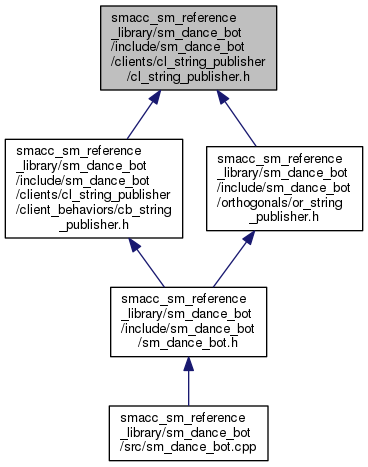 smacc_sm_reference
_library/sm_dance_bot
/include/sm_dance_bot
/clients/cl_string_publisher
/cl_string_publisher.h
smacc_sm_reference
_library/sm_dance_bot
/include/sm_dance_bot
/clients/cl_string_publisher
/client_behaviors/cb_string
_publisher.h
smacc_sm_reference
_library/sm_dance_bot
/include/sm_dance_bot
/orthogonals/or_string
_publisher.h
smacc_sm_reference
_library/sm_dance_bot
/include/sm_dance_bot
/sm_dance_bot.h
smacc_sm_reference
_library/sm_dance_bot
/src/sm_dance_bot.cpp